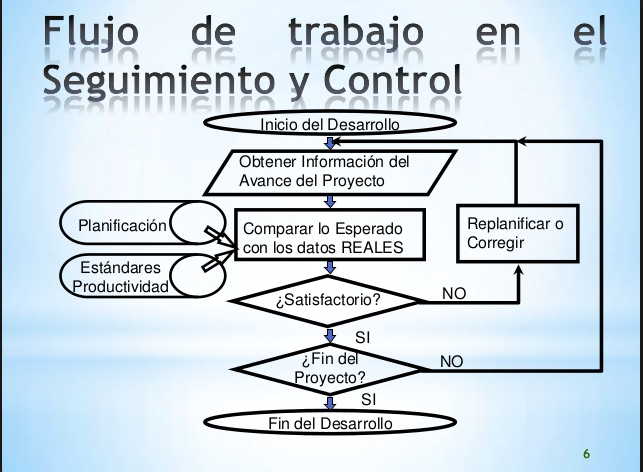 Flujo de trabajo en el
Seguimiento y Control
Inicio del Desarrollo
Obtener Información del
Avance del Proyecto
Planificación
Estándares
Productividad
Comparar lo Esperado
con los datos REALES
Replanificar o
Corregir
¿Satisfactorio?
NO
SI
¿Fin del
Proyecto?
NO
SI
Fin del Desarrollo
6